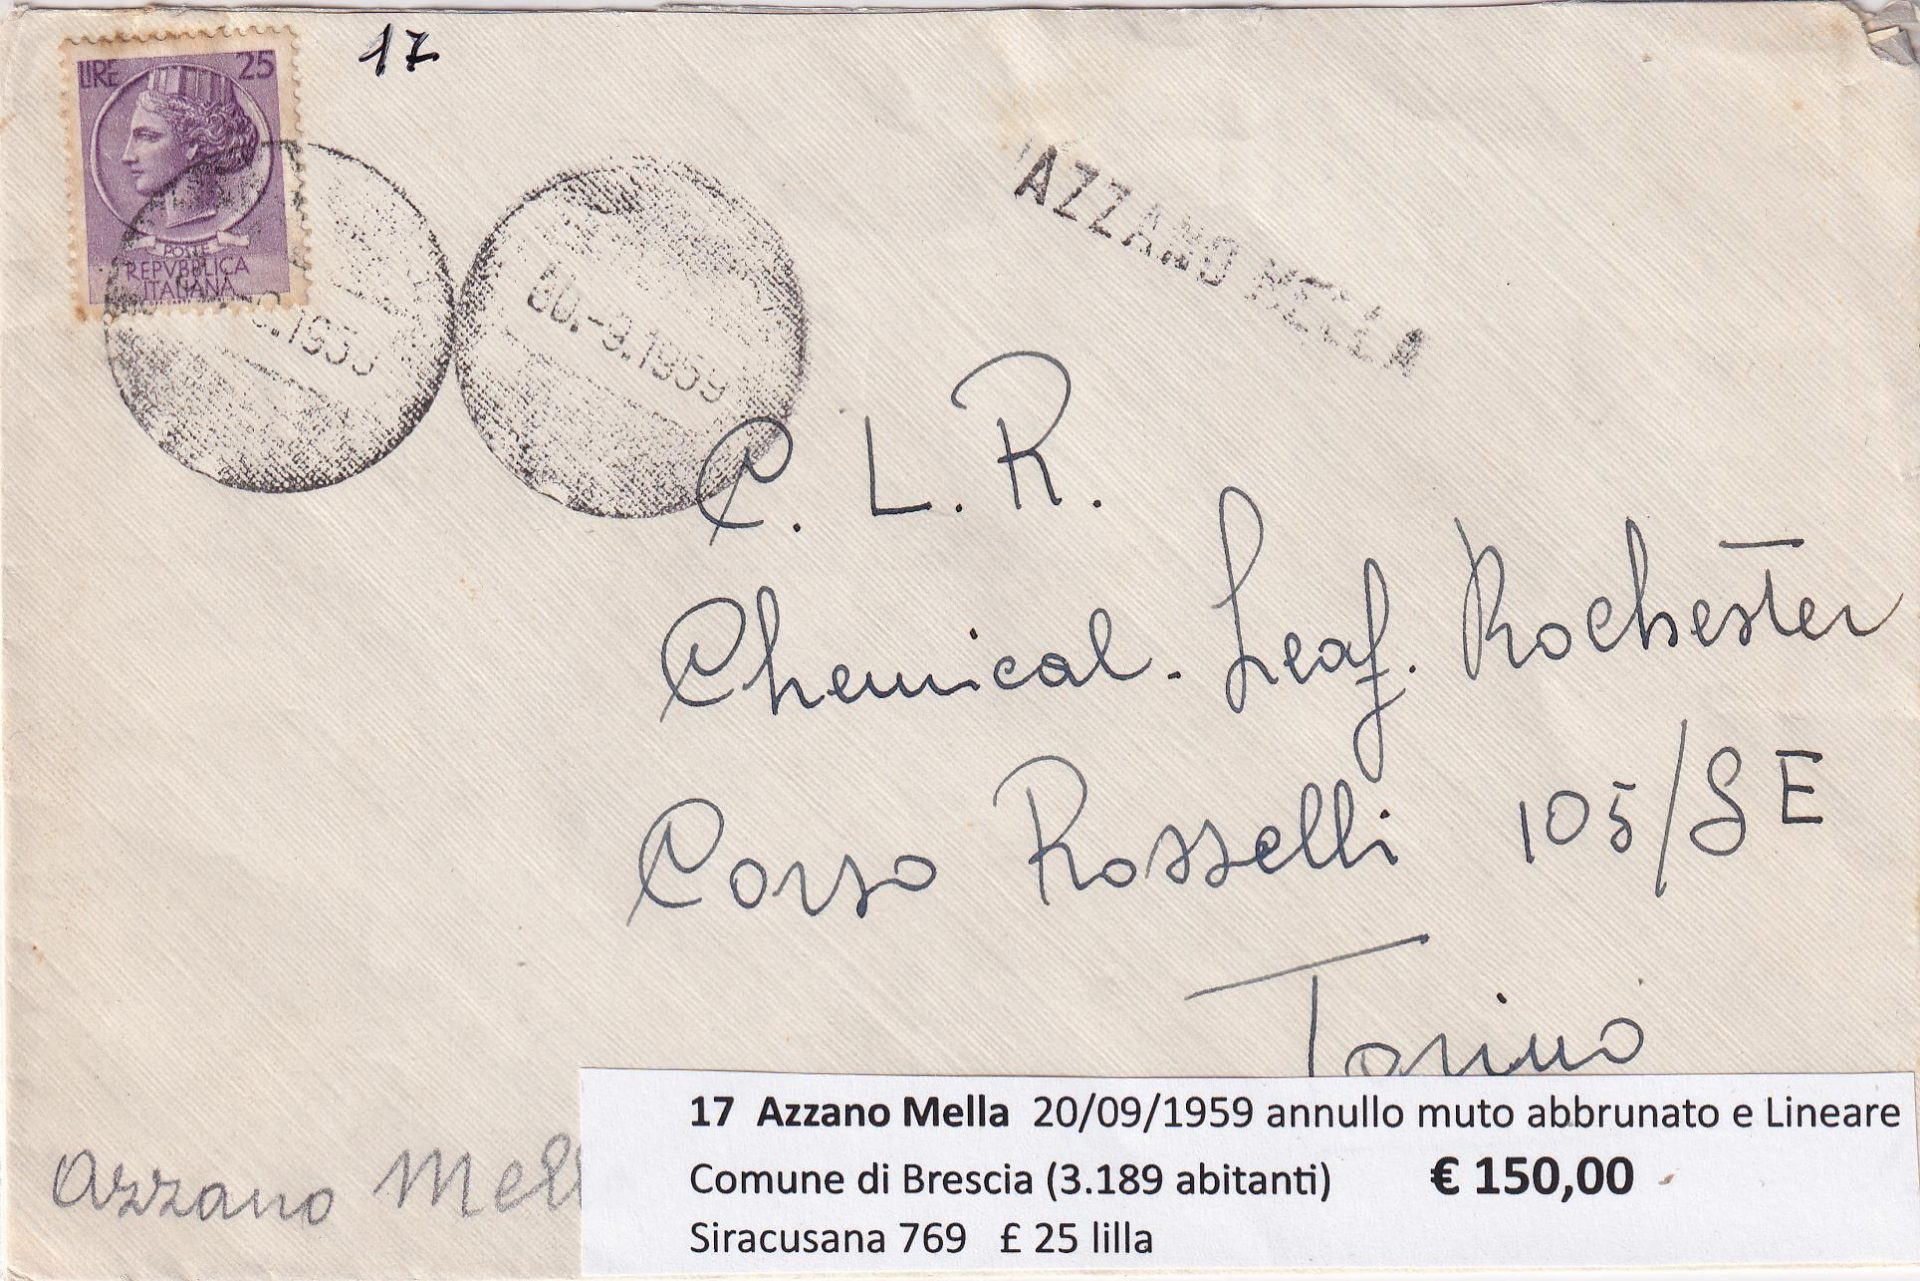 17
LIRE 25
POSTE
REPVBBLICA
ITALIANA
.1959
-9.1959
AZZANO MELLA
C. L. R.
Chemical. Leaf. Rochester
Corso Rosselli 105/SE
Torino
17 Azzano Mella 20/09/1959 annullo muto abbrunato e Lineare
Comune di Brescia (3.189 abitanti) € 150,00
Siracusana 769 £ 25 lilla
Azzano Mell